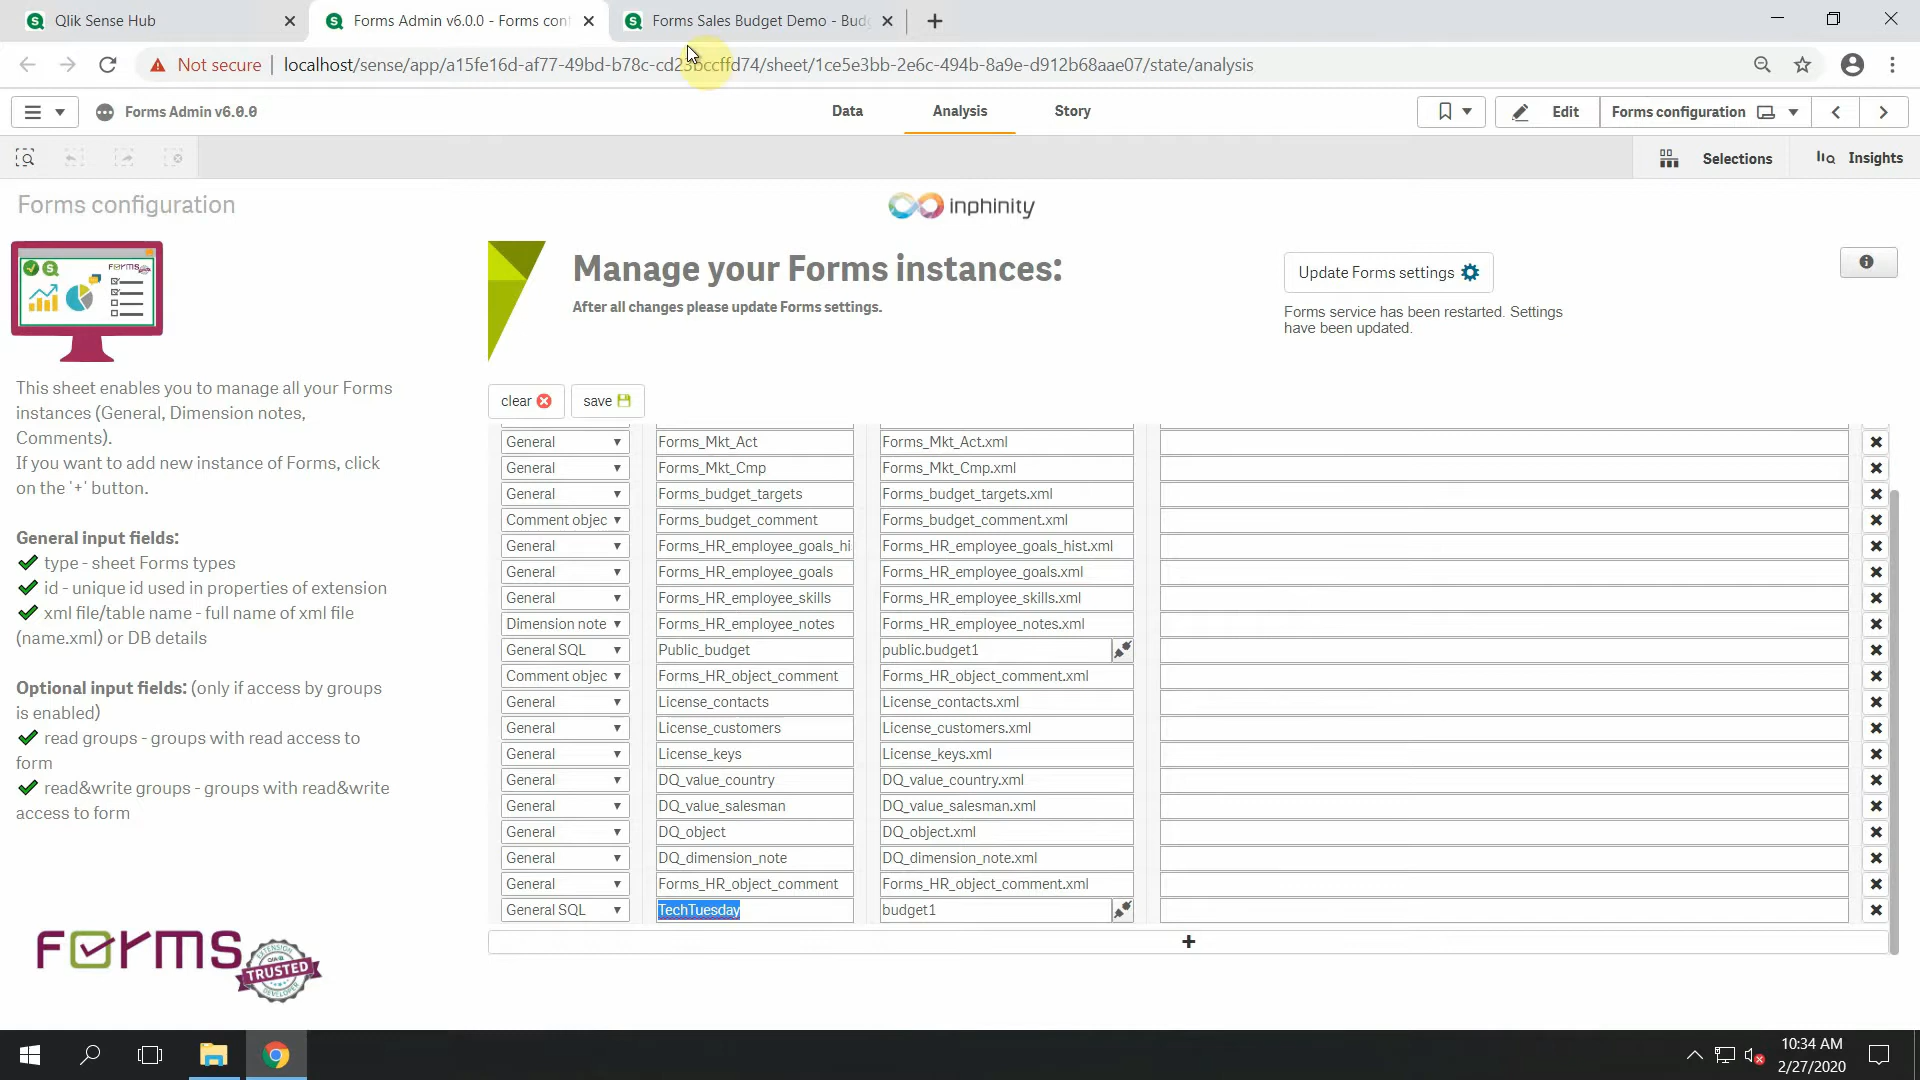 Qlik Sense Hub
Forms Admin v6.0.0 - Forms con
Forms Sales Budget Demo - Budg
Not secure
localhost/sense/app/a15fe16d-af77-49bd-b78c-cd23bccffd74/sheet/1ce5e3bb-2e6c-494b-8a9e-d912b68aae07/state/analysis
Forms Admin v6.0.0
Data
Analysis
Story
Edit
Forms configuration
Selections
Insights
Forms configuration
inphinity
Manage your Forms instances:
After all changes please update Forms settings.
Update Forms settings
Forms service has been restarted. Settings
have been updated.
FORMS
This sheet enables you to manage all your Forms
instances (General, Dimension notes,
Comments).
If you want to add new instance of Forms, click
on the '+' button.
General input fields:
type - sheet Forms types
id - unique id used in properties of extension
xml file/table name - full name of xml file
(name.xml) or DB details
Optional input fields: (only if access by groups
is enabled)
read groups - groups with read access to
form
read&write groups - groups with read&write
access to form
clear
save
General Forms_Mkt_Act Forms_Mkt_Act.xml
General Forms_Mkt_Cmp Forms_Mkt_Cmp.xml
General Forms_budget_targets Forms_budget_targets.xml
Comment objec Forms_budget_comment Forms_budget_comment.xml
General Forms_HR_employee_goals_hi Forms_HR_employee_goals_hist.xml
General Forms_HR_employee_goals Forms_HR_employee_goals.xml
General Forms_HR_employee_skills Forms_HR_employee_skills.xml
Dimension note Forms_HR_employee_notes Forms_HR_employee_notes.xml
General SQL Public_budget public.budget1
Comment objec Forms_HR_object_comment Forms_HR_object_comment.xml
General License_contacts License_contacts.xml
General License_customers License_customers.xml
General License_keys License_keys.xml
General DQ_value_country DQ_value_country.xml
General DQ_value_salesman DQ_value_salesman.xml
General DQ_object DQ_object.xml
General DQ_dimension_note DQ_dimension_note.xml
General Forms_HR_object_comment Forms_HR_object_comment.xml
General SQL TechTuesday budget1
+
FORMS
TRUSTED
10:34 AM
2/27/2020